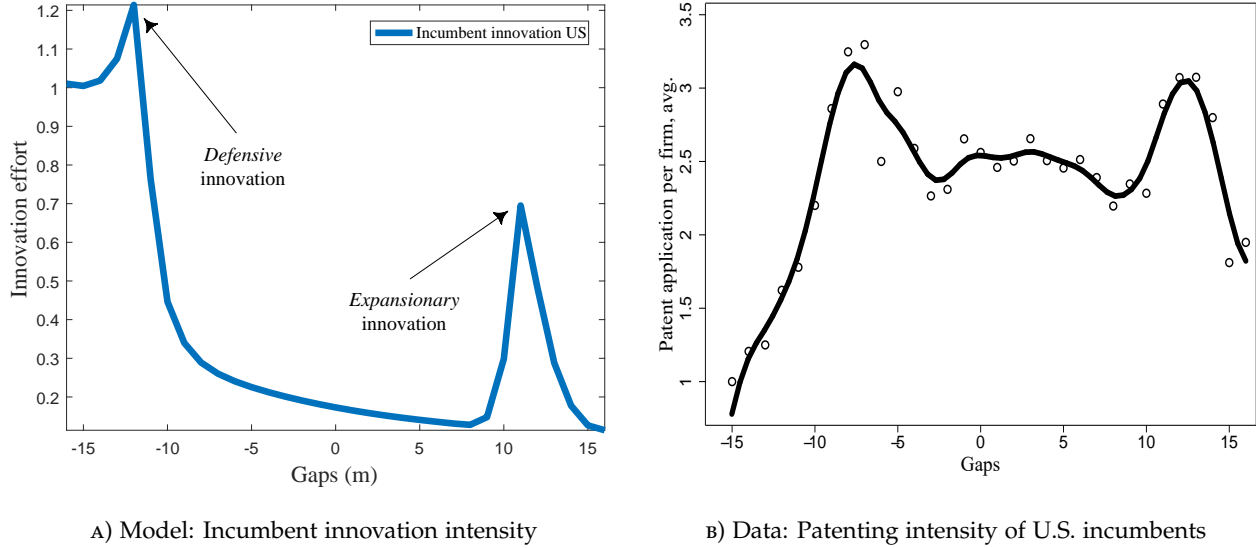 1.2
1.1
1
0.9
0.8
0.7
0.6
0.5
0.4
0.3
0.2
Innovation effort
Incumbent innovation US
Defensive
innovation
Expansionary
innovation
-15 -10 -5 0 5 10 15
Gaps (m)
A) Model: Incumbent innovation intensity
3.5
3
2.5
2
1.5
1
Patent application per firm, avg.
−15 −10 −5 0 5 10 15
Gaps
B) Data: Patenting intensity of U.S. incumbents